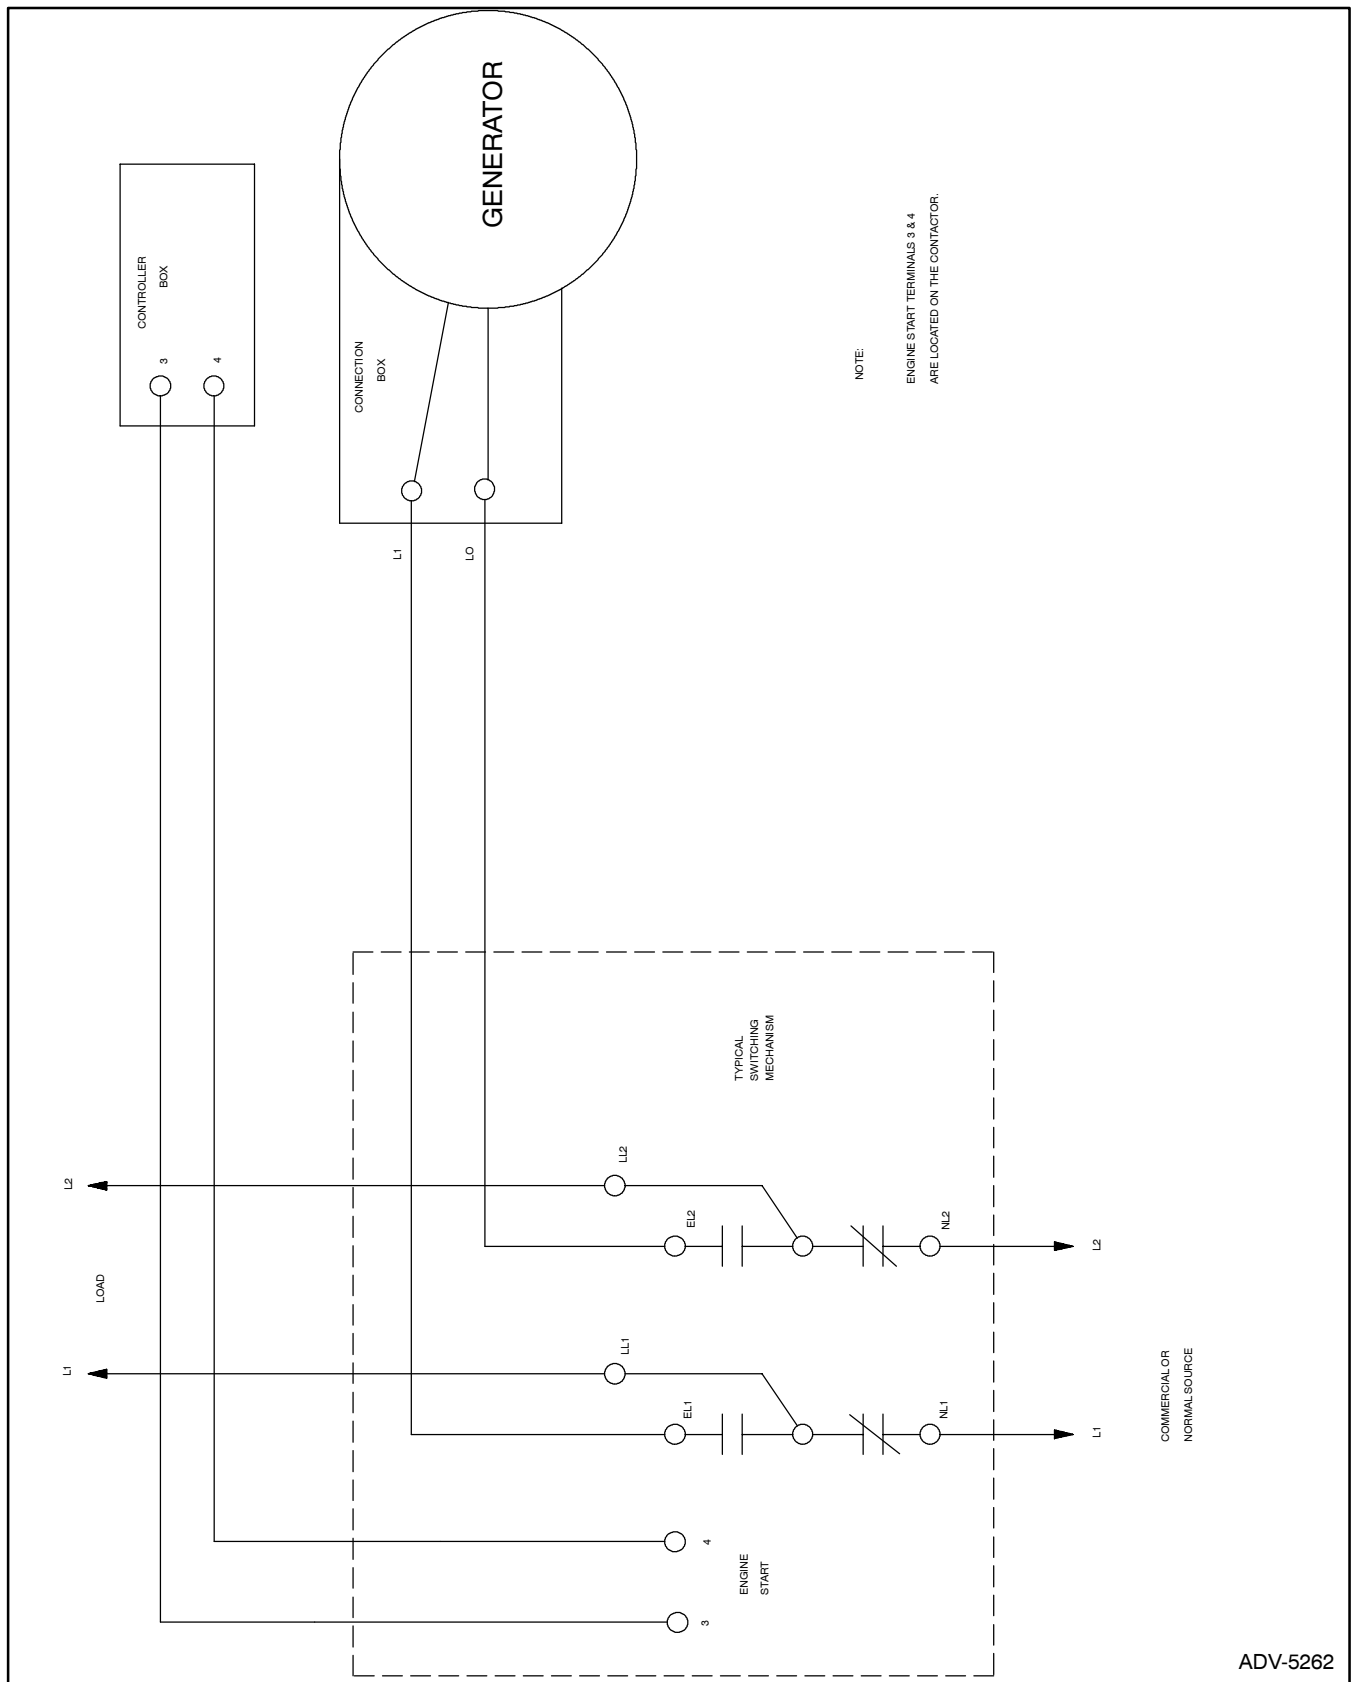 GENERATOR
CONTROLLER
BOX
3
4
CONNECTION
BOX
L1
LO
NOTE:
ENGINE START TERMINALS 3 & 4
ARE LOCATED ON THE CONTACTOR.
TYPICAL
SWITCHING
MECHANISM
L2
LL2
EL2
NL2
L2
LOAD
L1
LL1
EL1
NL1
L1
COMMERCIAL OR
NORMAL SOURCE
4
ENGINE
START
3
ADV-5262